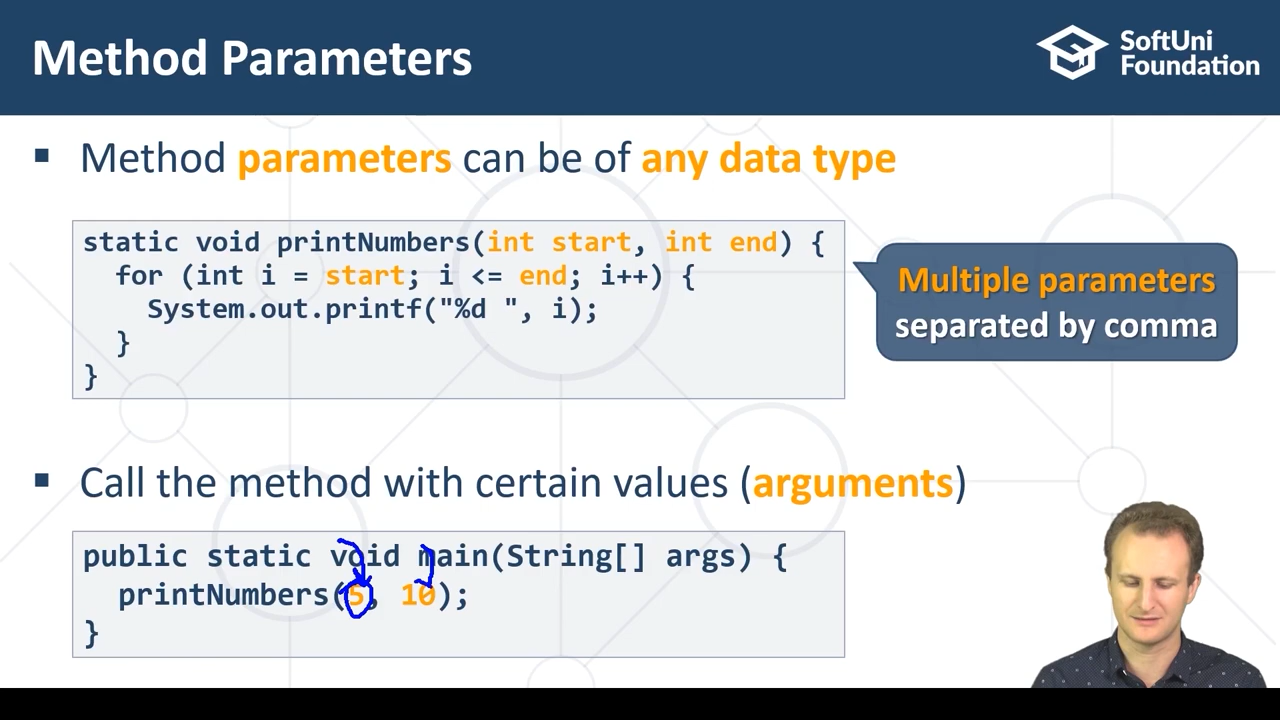 Method Parameters
SoftUni
Foundation
▪ Method parameters can be of any data type
static void printNumbers(int start, int end) {
  for (int i = start; i <= end; i++) {
    System.out.printf("%d ", i);
  }
}
Multiple parameters
separated by comma
▪ Call the method with certain values (arguments)
public static void main(String[] args) {
  printNumbers(5, 10);
}